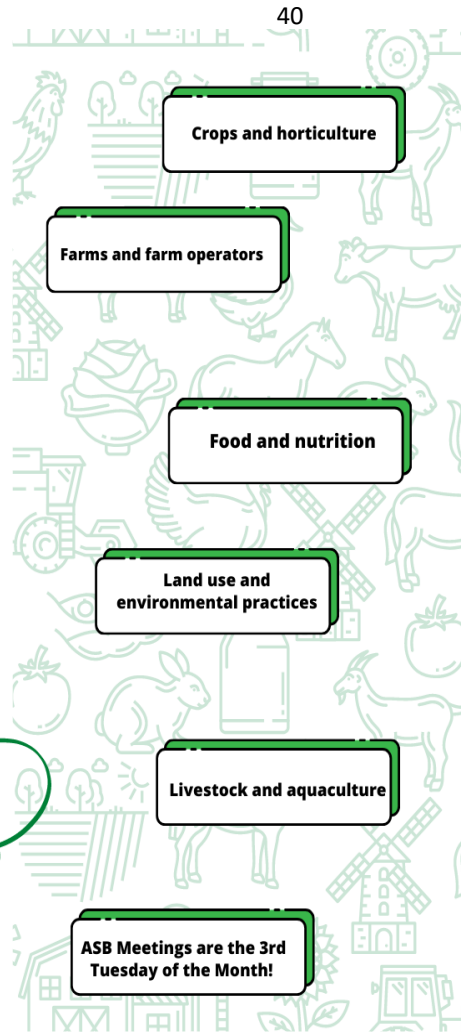 40
Crops and horticulture
Farms and farm operators
Food and nutrition
Land use and
environmental practices
Livestock and aquaculture
ASB Meetings are the 3rd
Tuesday of the Month!